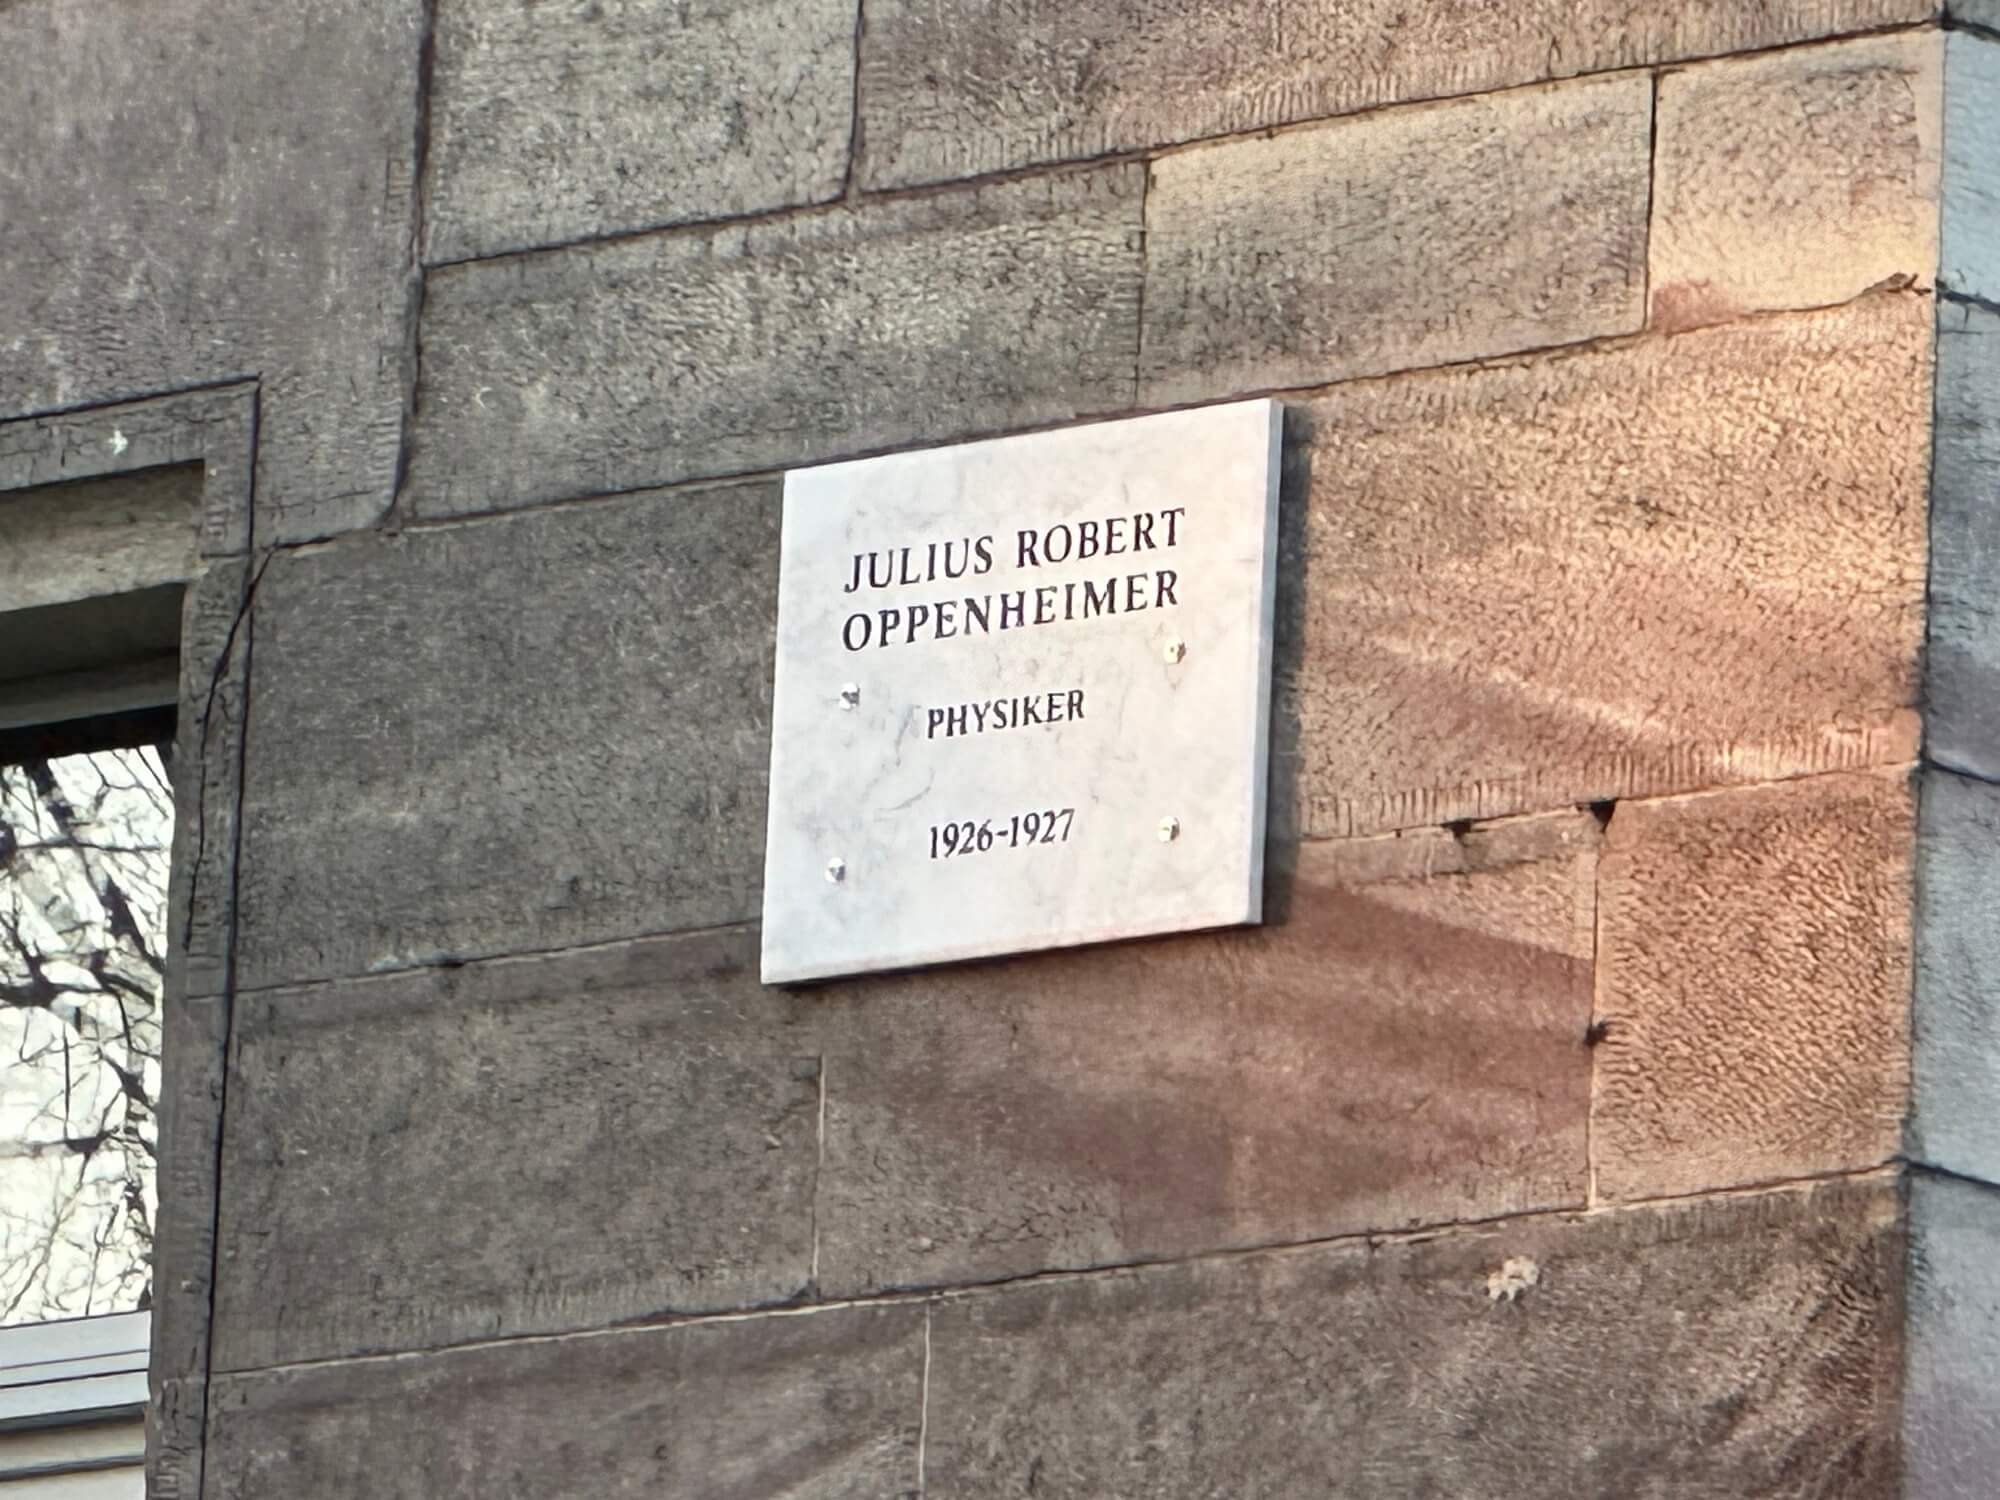 JULIUS ROBERT
OPPENHEIMER
PHYSIKER
1926-1927